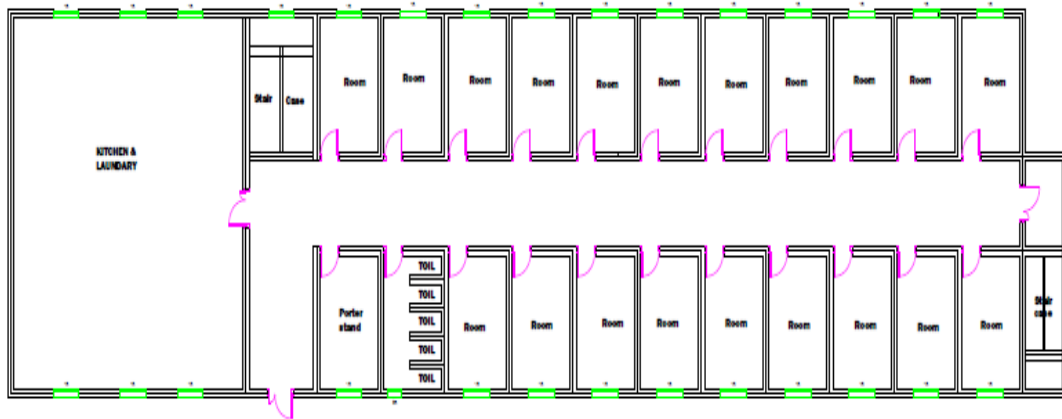 Room Room Room Room Room Room Room Room Room Room Room
Stair Case
KITCHEN &
LAUNDARY
TOIL
TOIL
TOIL
TOIL
TOIL
Porter
stand
Room Room Room Room Room Room Room Room Room
Stair
case